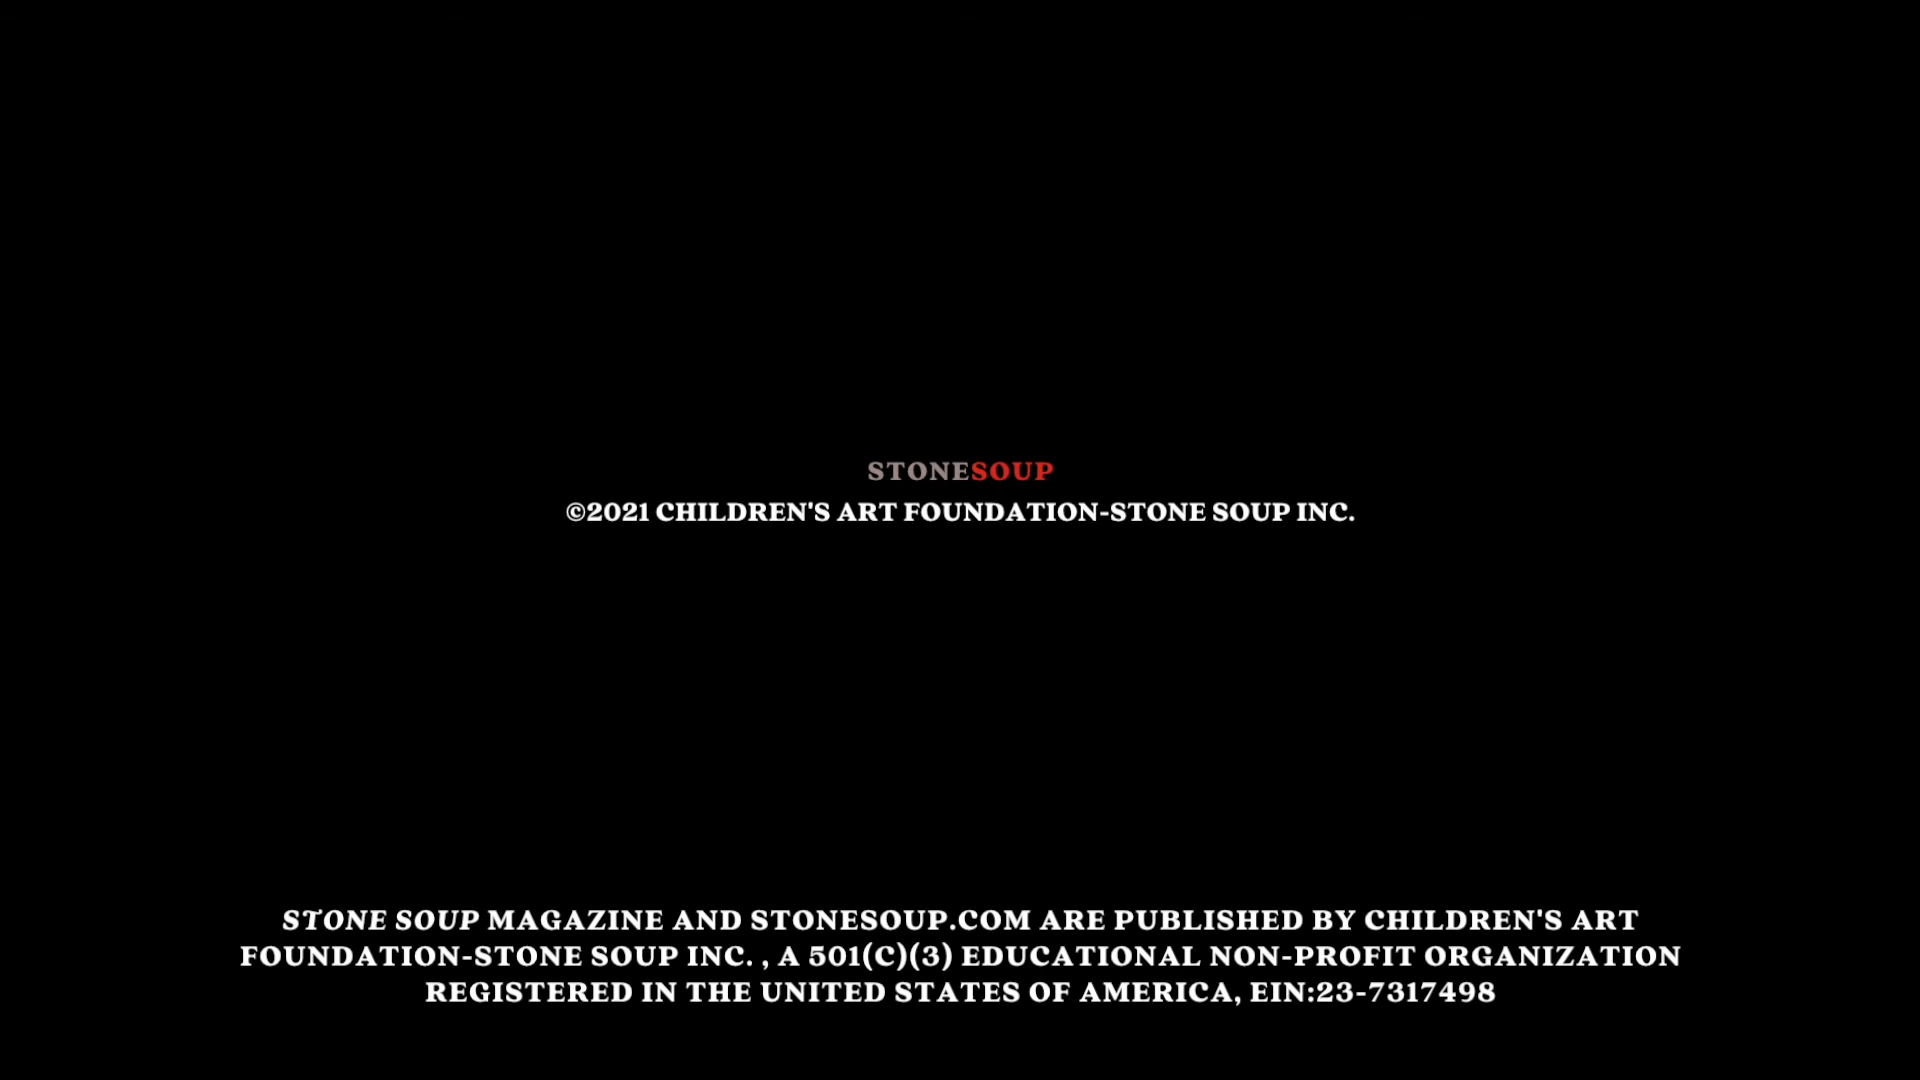 STONESOUP
©2021 CHILDREN'S ART FOUNDATION-STONE SOUP INC.
STONE SOUP MAGAZINE AND STONESOUP.COM ARE PUBLISHED BY CHILDREN'S ART
FOUNDATION-STONE SOUP INC. , A 501(C)(3) EDUCATIONAL NON-PROFIT ORGANIZATION
REGISTERED IN THE UNITED STATES OF AMERICA, EIN:23-7317498